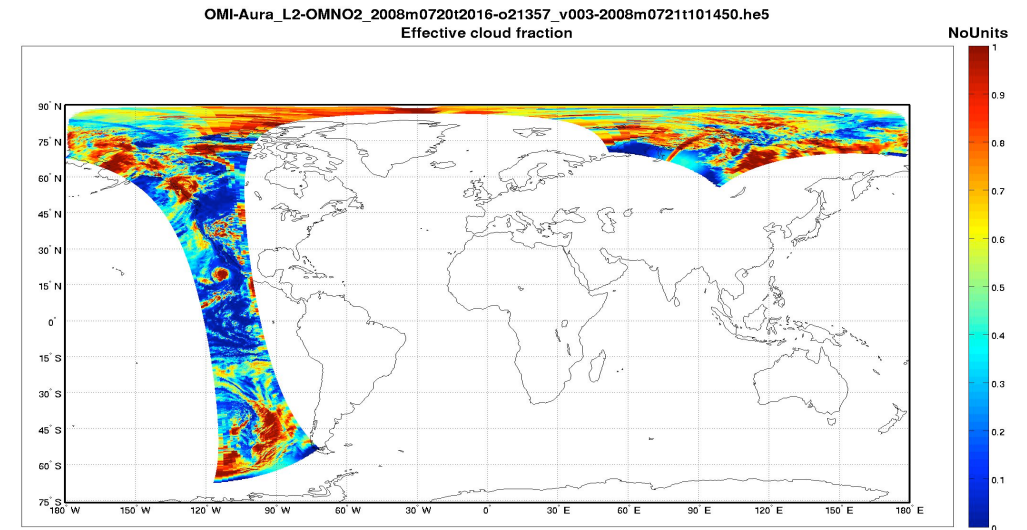 OMI-Aura_L2-OMNO2_2008m0720t2016-o21357_v003-2008m0721t101450.he5
Effective cloud fraction
NoUnits
1
0.9
0.8
0.7
0.6
0.5
0.4
0.3
0.2
0.1
0
90° N
75° N
60° N
45° N
30° N
15° N
0°
15° S
30° S
45° S
60° S
75° S
180° W 150° W 120° W 90° W 60° W 30° W 0° 30° E 60° E 90° E 120° E 150° E 180° E